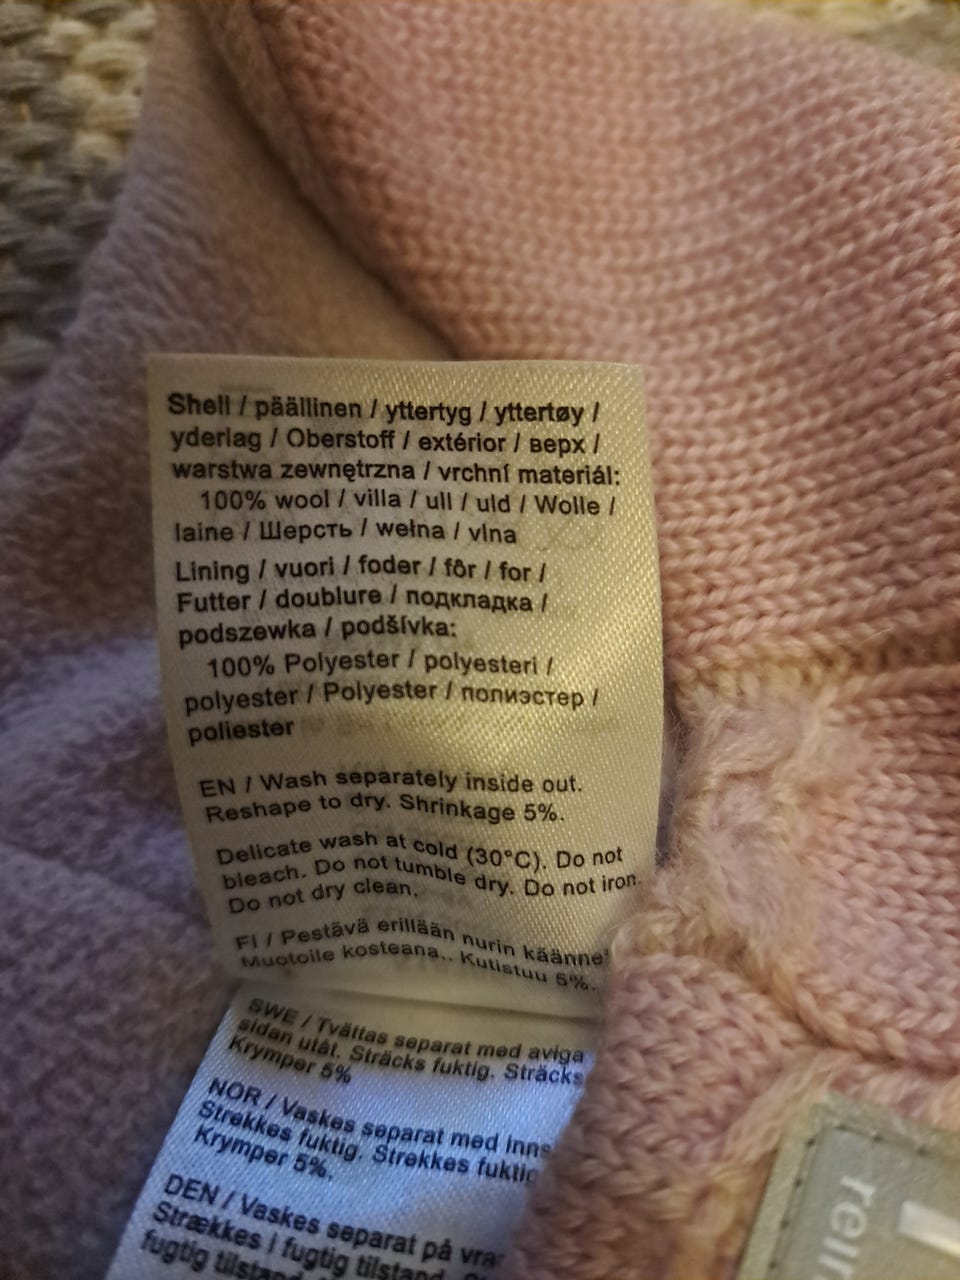 Shell / päällinen / yttertyg / yttertøy /
yderlag / Oberstoff / extérior / верх /
warstwa zewnętrzna / vrchní materiál:
100% wool / villa / ull / uld / Wolle /
laine / Шерсть / wełna / vlna
Lining / vuori / foder / fôr / for /
Futter / doublure / подкладка /
podszewka / podšívka:
100% Polyester / polyesteri /
polyester / Polyester / полиэстер /
poliester
EN / Wash separately inside out.
Reshape to dry. Shrinkage 5%.
Delicate wash at cold (30°C). Do not
bleach. Do not tumble dry. Do not iron.
Do not dry clean.
FI / Pestävä erillään nurin käänne
Muotoile kosteana.. Kutistuu 5%.
SWE / Tvättas separat med aviga
sidan utåt. Sträcks fuktig. Sträcks
Krymper 5%
NOR / Vaskes separat med inns
Strekkes fuktig. Strekkes fuktig
Krymper 5%.
DEN / Vaskes separat på vra
Strækkes i fugtig tilstand.
fugtig tilstand
rei